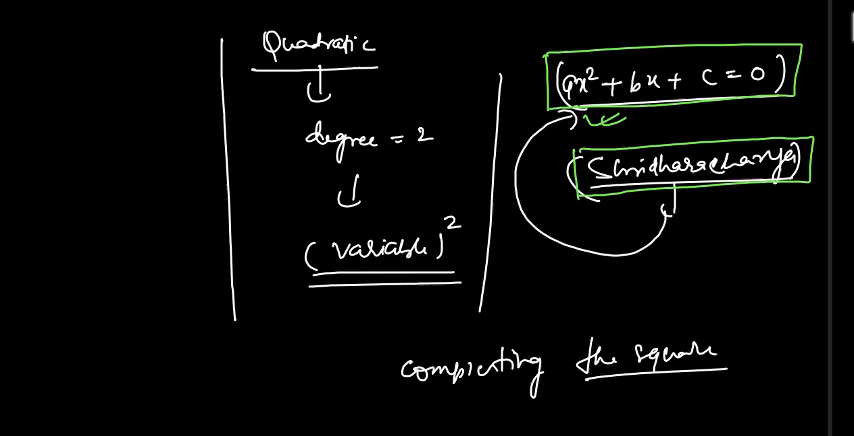 Quadratic
degree = 2
(variable)²
(ax² + bx + c = 0)
(Shridharacharya)
completing the square